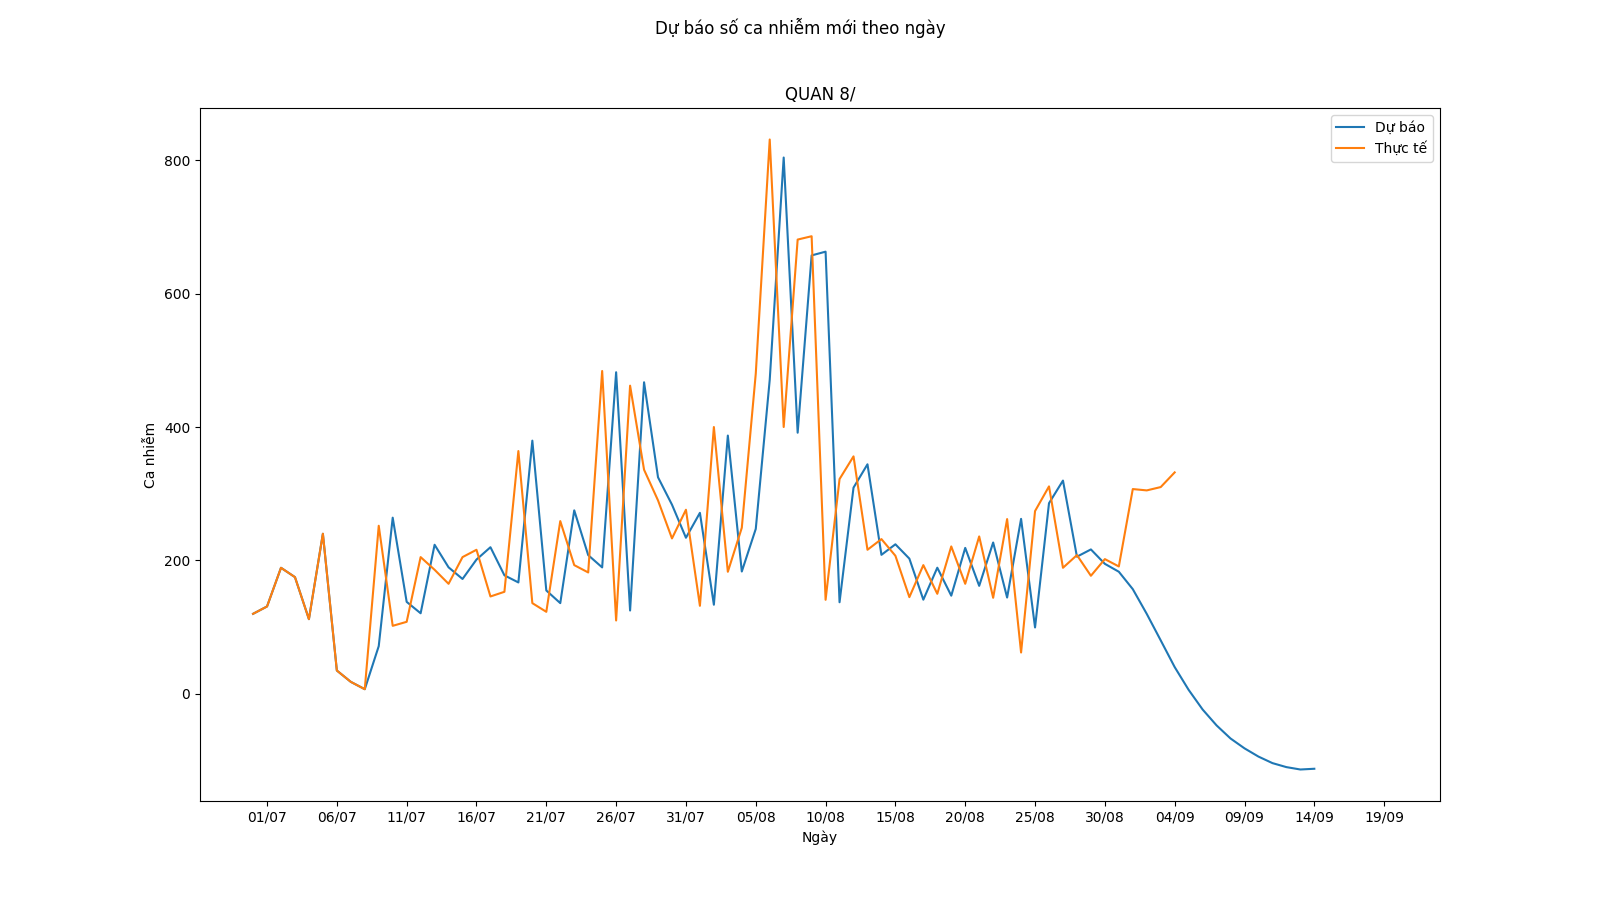 Dự báo số ca nhiễm mới theo ngày
QUAN 8/
Dự báo
Thực tế
Ca nhiễm
800
600
400
200
0
01/07 06/07 11/07 16/07 21/07 26/07 31/07 05/08 10/08 15/08 20/08 25/08 30/08 04/09 09/09 14/09 19/09
Ngày